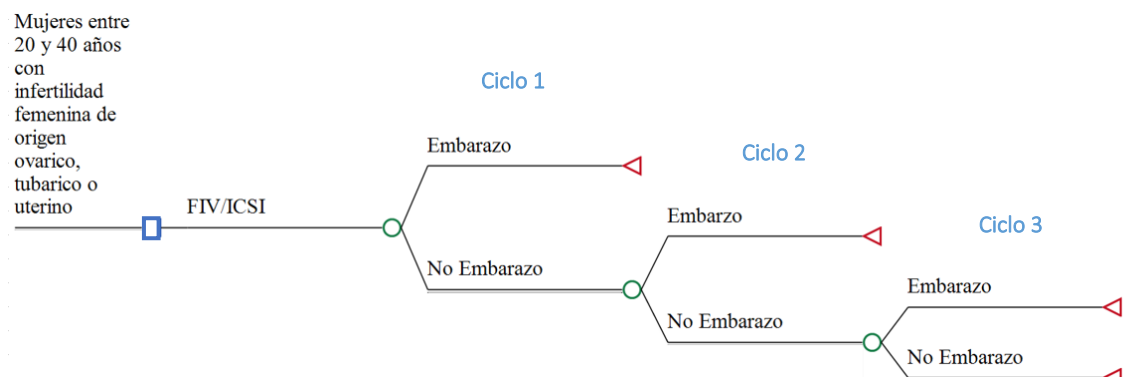 Mujeres entre
20 y 40 años
con
infertilidad
femenina de
origen
ovarico,
tubarico o
uterino
FIV/ICSI
Ciclo 1
Embarazo
No Embarazo
Ciclo 2
Embarzo
No Embarazo
Ciclo 3
Embarazo
No Embarazo